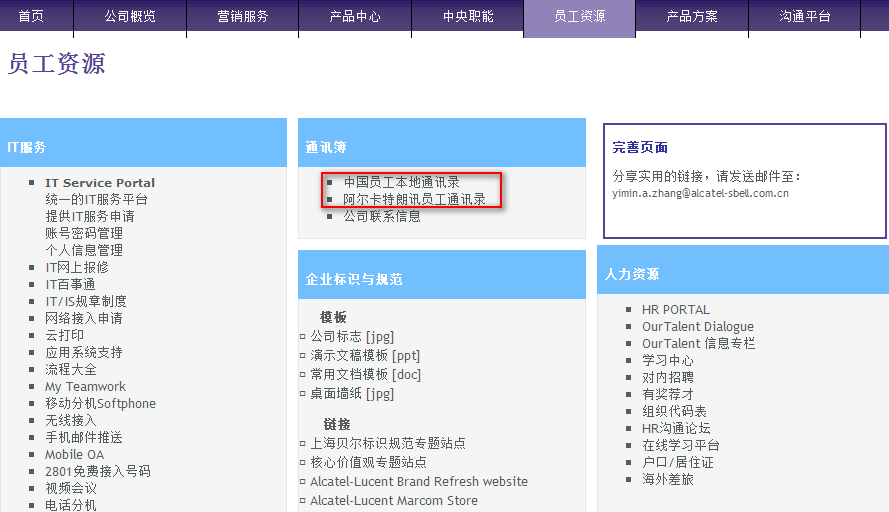 首页 公司概览 营销服务 产品中心 中央职能 员工资源 产品方案 沟通平台
员工资源
IT服务
IT Service Portal
统一的IT服务平台
提供IT服务申请
账号密码管理
个人信息管理
IT网上报修
IT百事通
IT/IS规章制度
网络接入申请
云打印
应用系统支持
流程大全
My Teamwork
移动分机Softphone
无线接入
手机邮件推送
Mobile OA
2801免费接入号码
视频会议
电话分机
通讯簿
中国员工本地通讯录
阿尔卡特朗讯员工通讯录
公司联系信息
企业标识与规范
模板
公司标志 [jpg]
演示文稿模板 [ppt]
常用文档模板 [doc]
桌面墙纸 [jpg]
链接
上海贝尔标识规范专题站点
核心价值观专题站点
Alcatel-Lucent Brand Refresh website
Alcatel-Lucent Marcom Store
完善页面
分享实用的链接，请发送邮件至：
yimin.a.zhang@alcatel-sbell.com.cn
人力资源
HR PORTAL
OurTalent Dialogue
OurTalent 信息专栏
学习中心
对内招聘
有奖荐才
组织代码表
HR沟通论坛
在线学习平台
户口/居住证
海外差旅